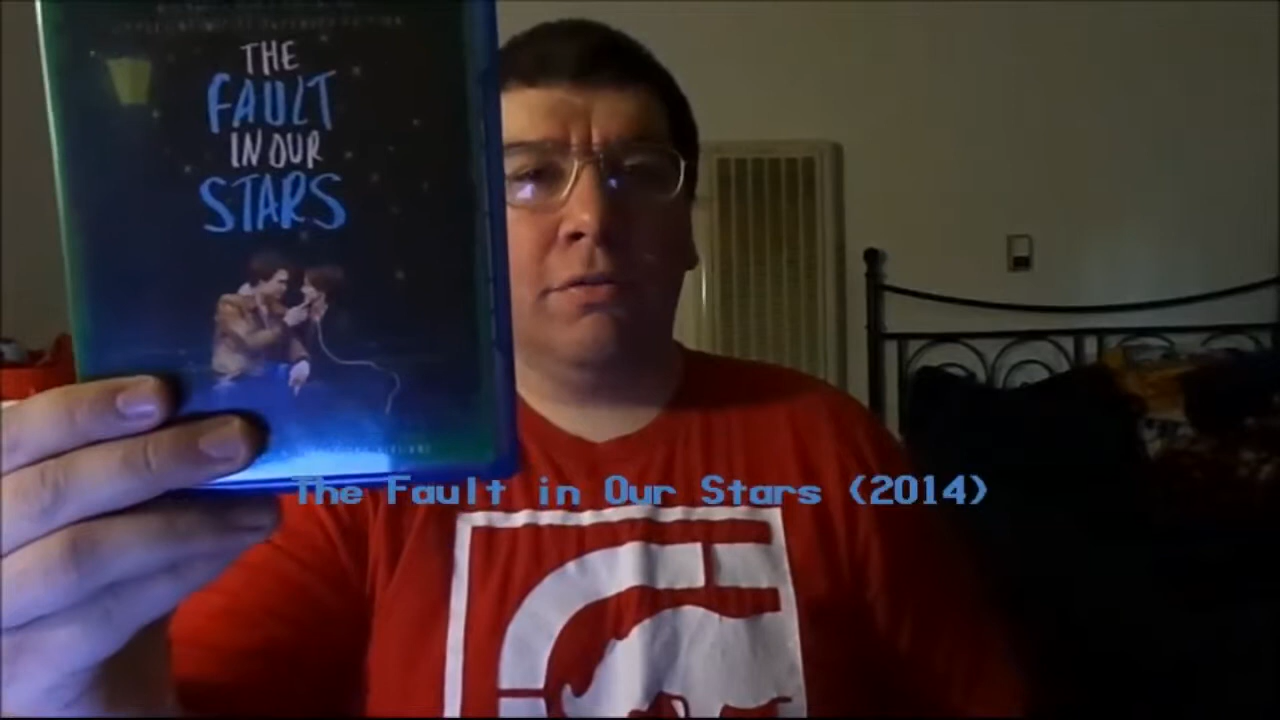 THE
FAULT
IN OUR
STARS
The Fault in Our Stars (2014)